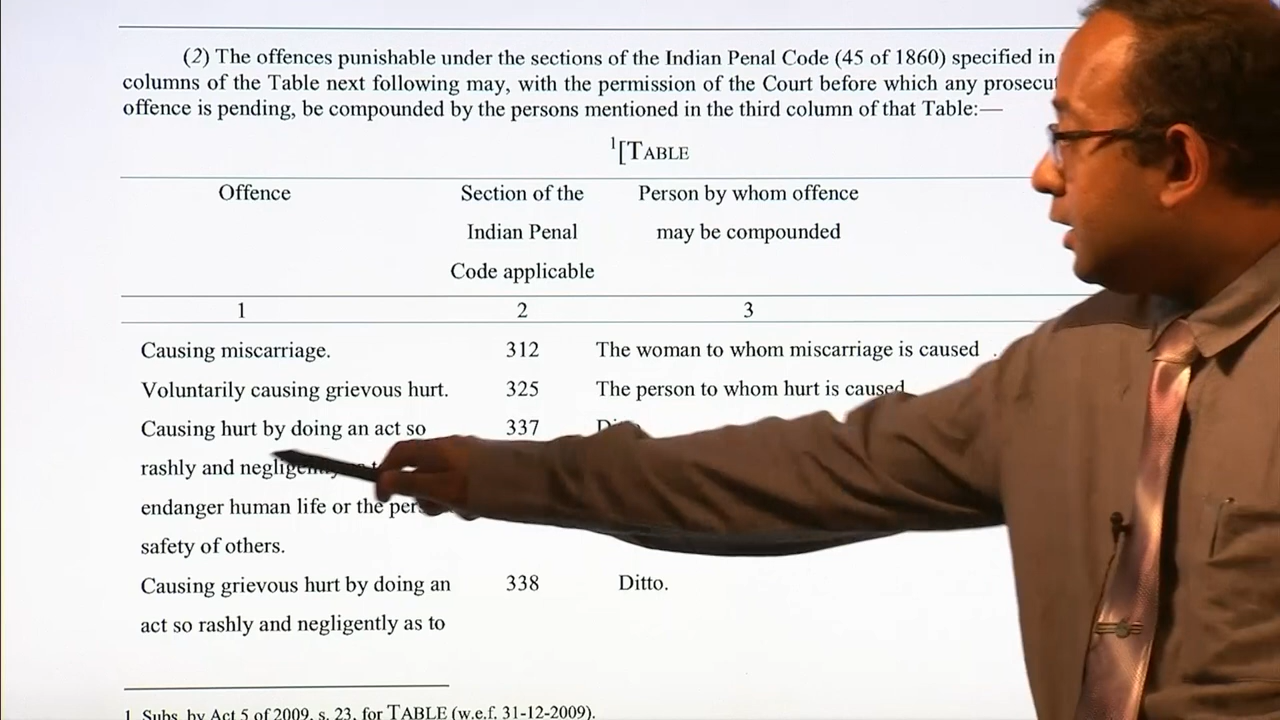 (2) The offences punishable under the sections of the Indian Penal Code (45 of 1860) specified in
columns of the Table next following may, with the permission of the Court before which any
offence is pending, be compounded by the persons mentioned in the third column of that Table:—
1[TABLE
Offence Section of the Person by whom offence
Indian Penal may be compounded
Code applicable
1 2 3
Causing miscarriage. 312 The woman to whom miscarriage is caused .
Voluntarily causing grievous hurt. 325 The person to whom hurt is caused
Causing hurt by doing an act so 337
rashly and
endanger human life or the
safety of others.
Causing grievous hurt by doing an 338 Ditto.
act so rashly and negligently as to
1. Subs. by Act 5 of 2009, s. 23, for TABLE (w.e.f. 31-12-2009).